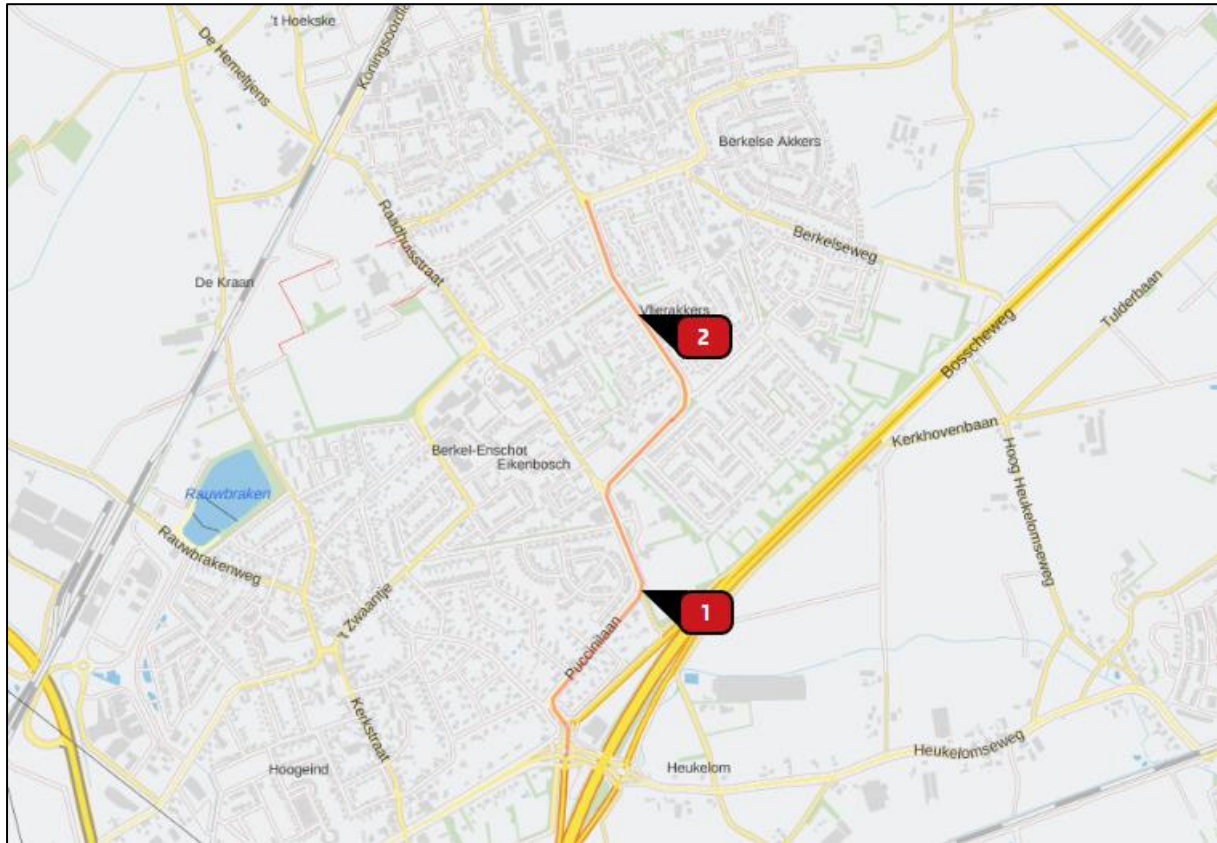 't Hoekske
De Hemeltjens
Koningsoordle
Berkelse Akkers
Raadhuisstraat
Berkelseweg
De Kraan
Vlierakkers
2
Tulderbaan
Bosscheweg
Kerkhovenbaan
Berkel-Enschot
Eikenbosch
Rauwbraken
Hoog Heukelomseweg
Rauwbrakenweg
't Zwaantje
1
Puccinilaan
Kerkstraat
Heukelomseweg
Hoogeind
Heukelom